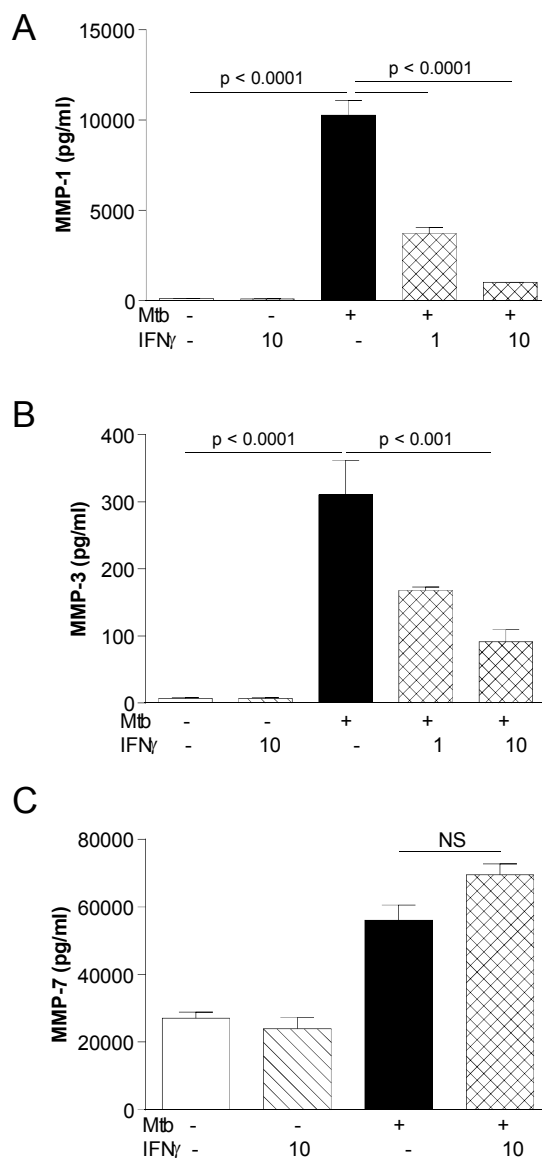 A
15000
p < 0.0001
p < 0.0001
10000
MMP-1 (pg/ml)
5000
0
Mtb - - + + +
IFNγ - 10 - 1 10
B
400
p < 0.0001
p < 0.001
300
MMP-3 (pg/ml)
200
100
0
Mtb - - + + +
IFNγ - 10 - 1 10
C
80000
NS
60000
MMP-7 (pg/ml)
40000
20000
0
Mtb - - + +
IFNγ - 10 - 10